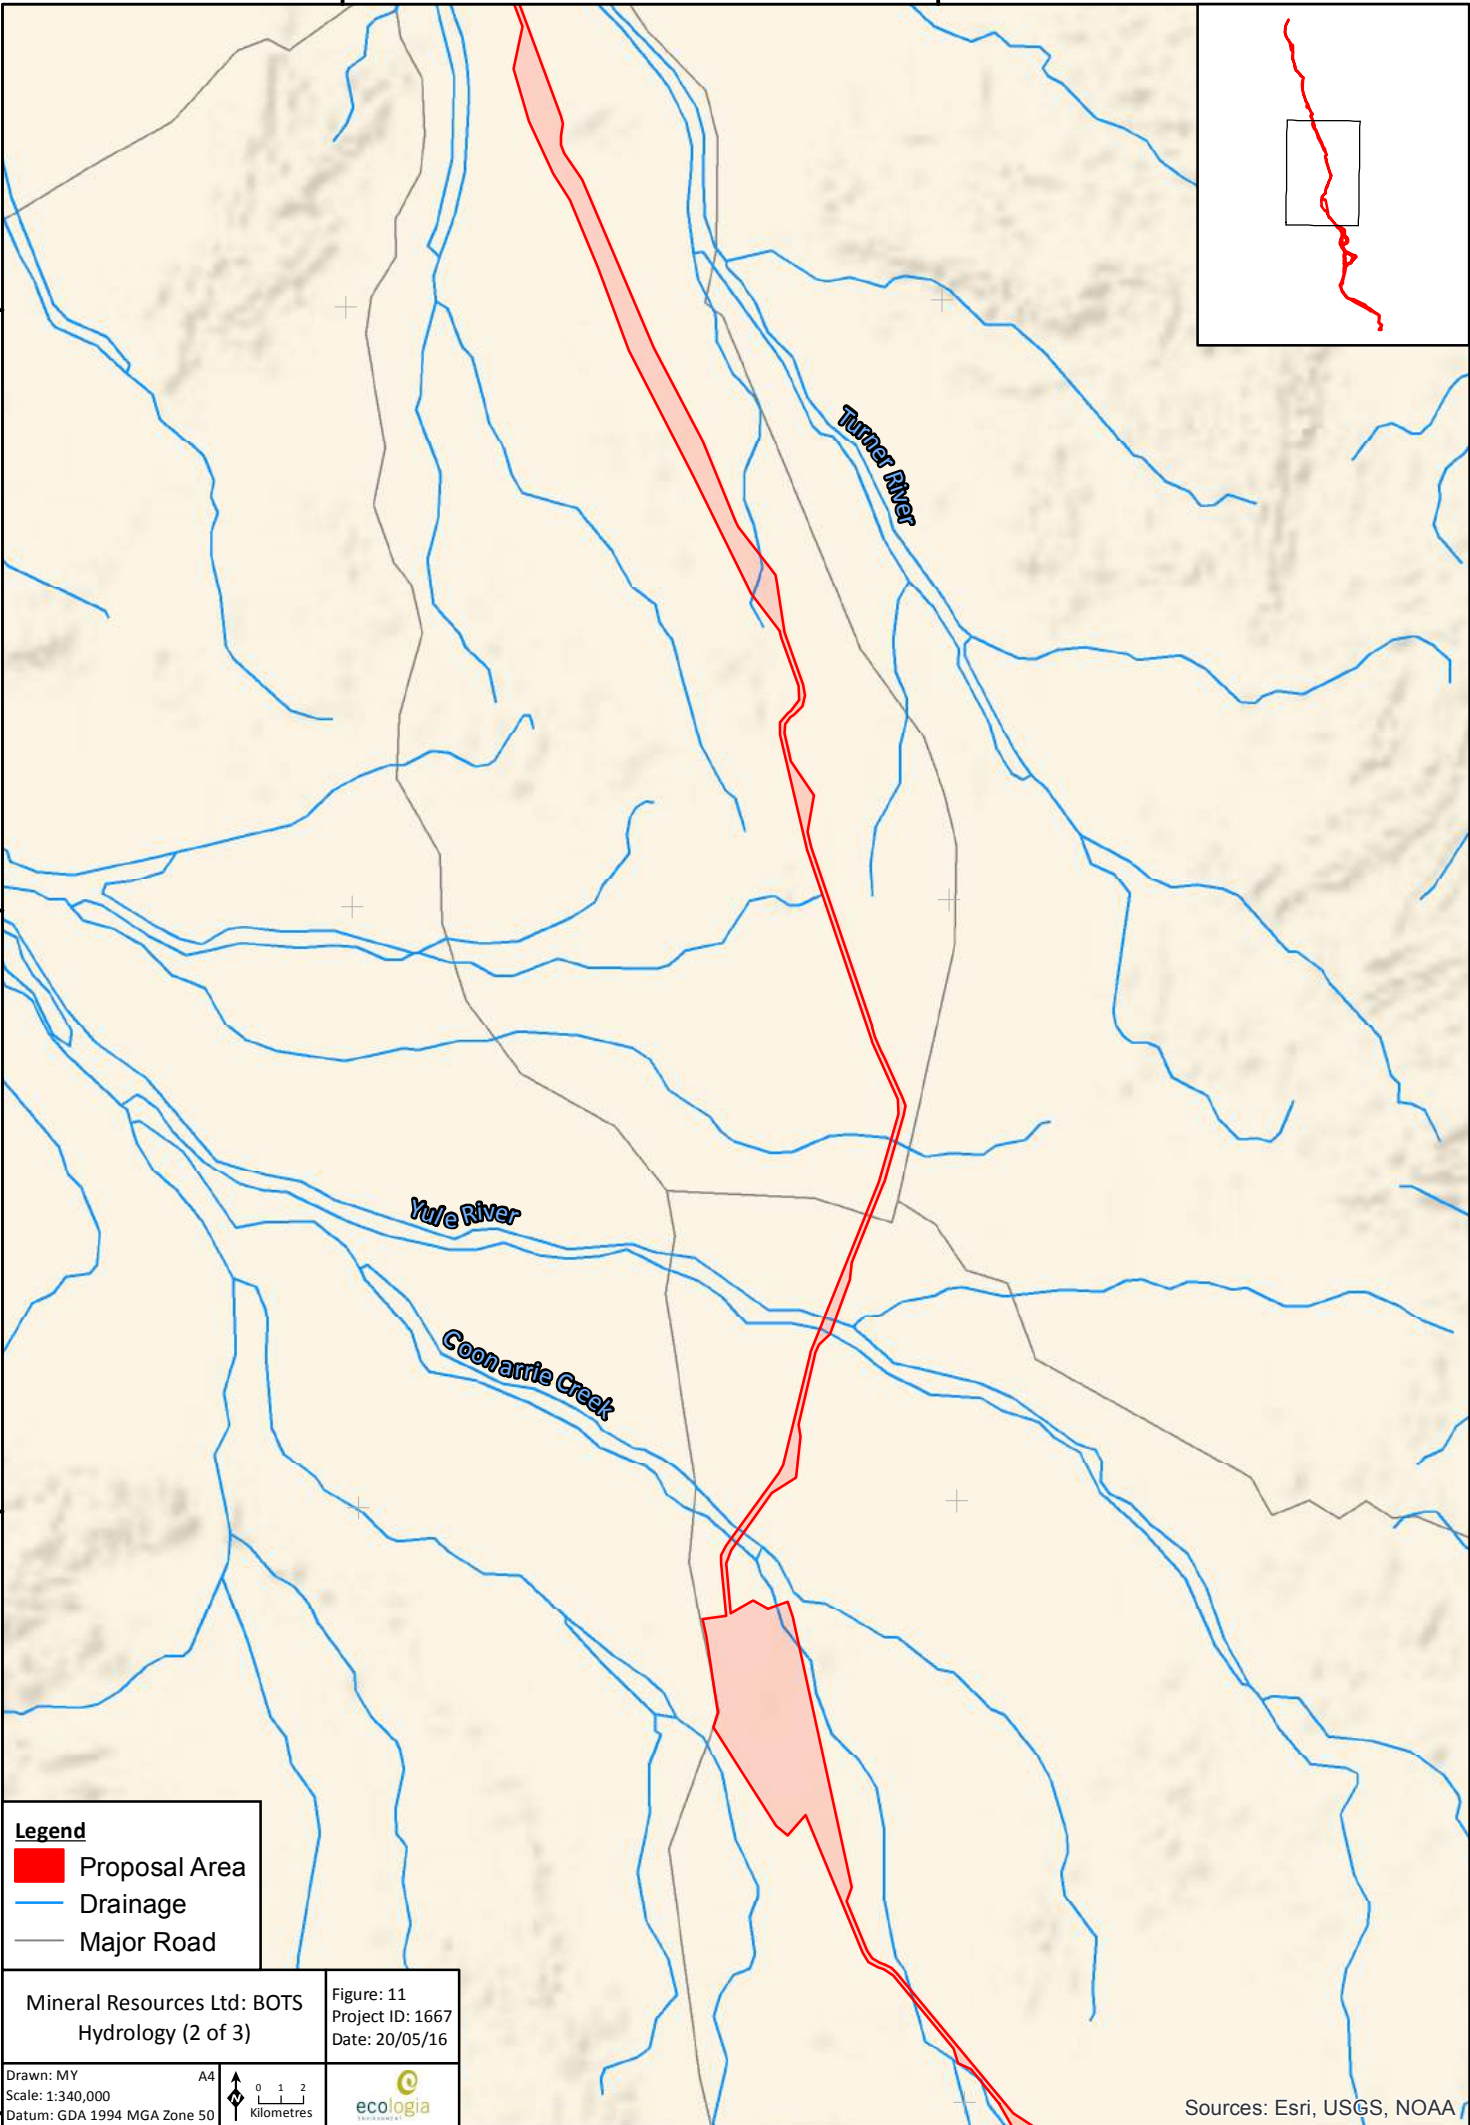 Turner River
Yule River
Coonarrie Creek
Legend
Proposal Area
Drainage
Major Road
Mineral Resources Ltd: BOTS
Hydrology (2 of 3)
Figure: 11
Project ID: 1667
Date: 20/05/16
Drawn: MY A4
Scale: 1:340,000
Datum: GDA 1994 MGA Zone 50
N
0 1 2
Kilometres
ecologia
ENVIRONMENT
Sources: Esri, USGS, NOAA